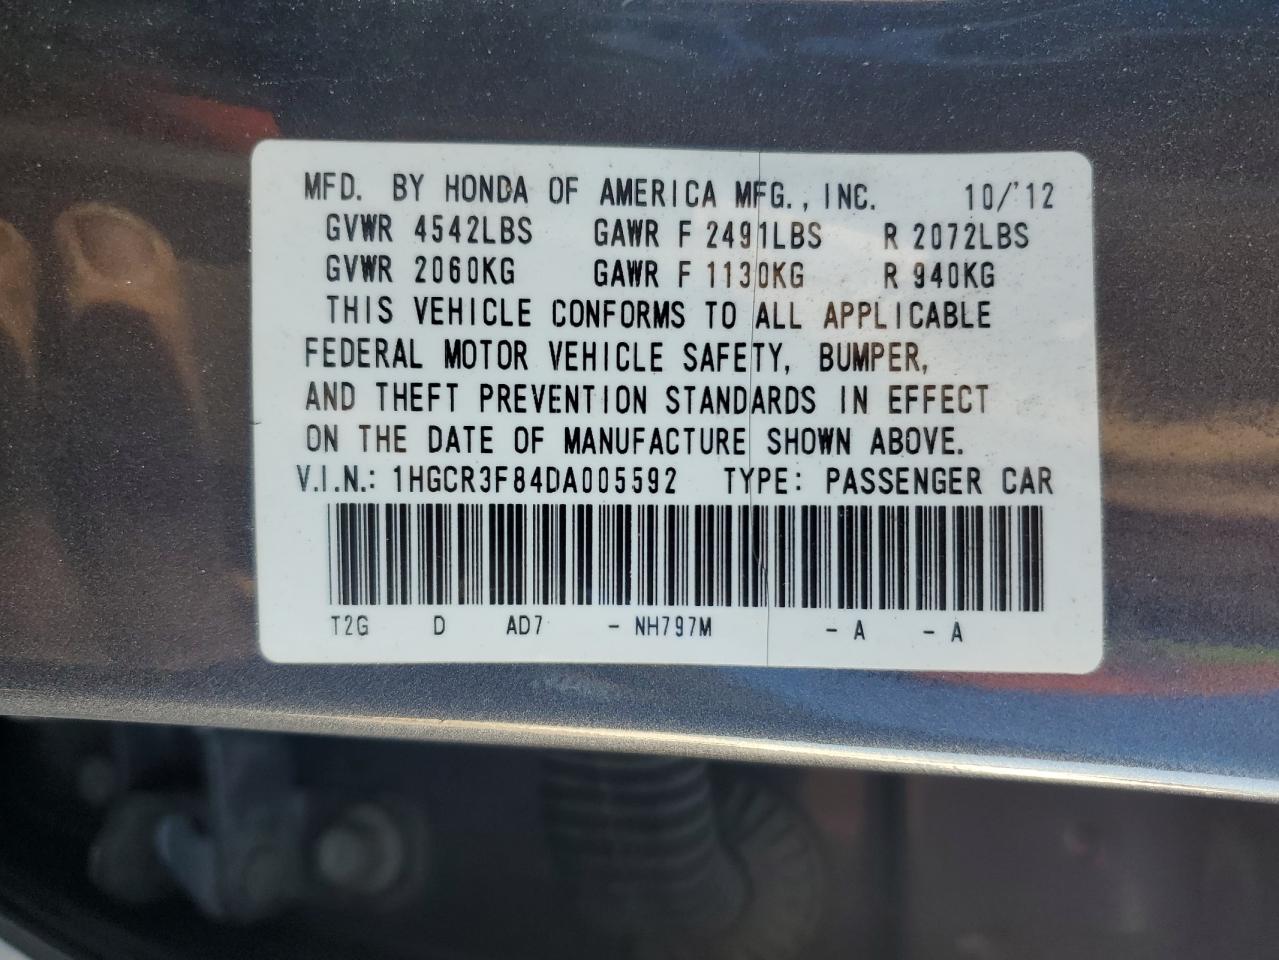 MFD. BY HONDA OF AMERICA MFG., INC. 10/'12
GVWR 4542LBS GAWR F 2491LBS R 2072LBS
GVWR 2060KG GAWR F 1130KG R 940KG
THIS VEHICLE CONFORMS TO ALL APPLICABLE
FEDERAL MOTOR VEHICLE SAFETY, BUMPER,
AND THEFT PREVENTION STANDARDS IN EFFECT
ON THE DATE OF MANUFACTURE SHOWN ABOVE.
V.I.N.: 1HGCR3F84DA005592 TYPE: PASSENGER CAR
T2G D AD7 - NH797M - A - A